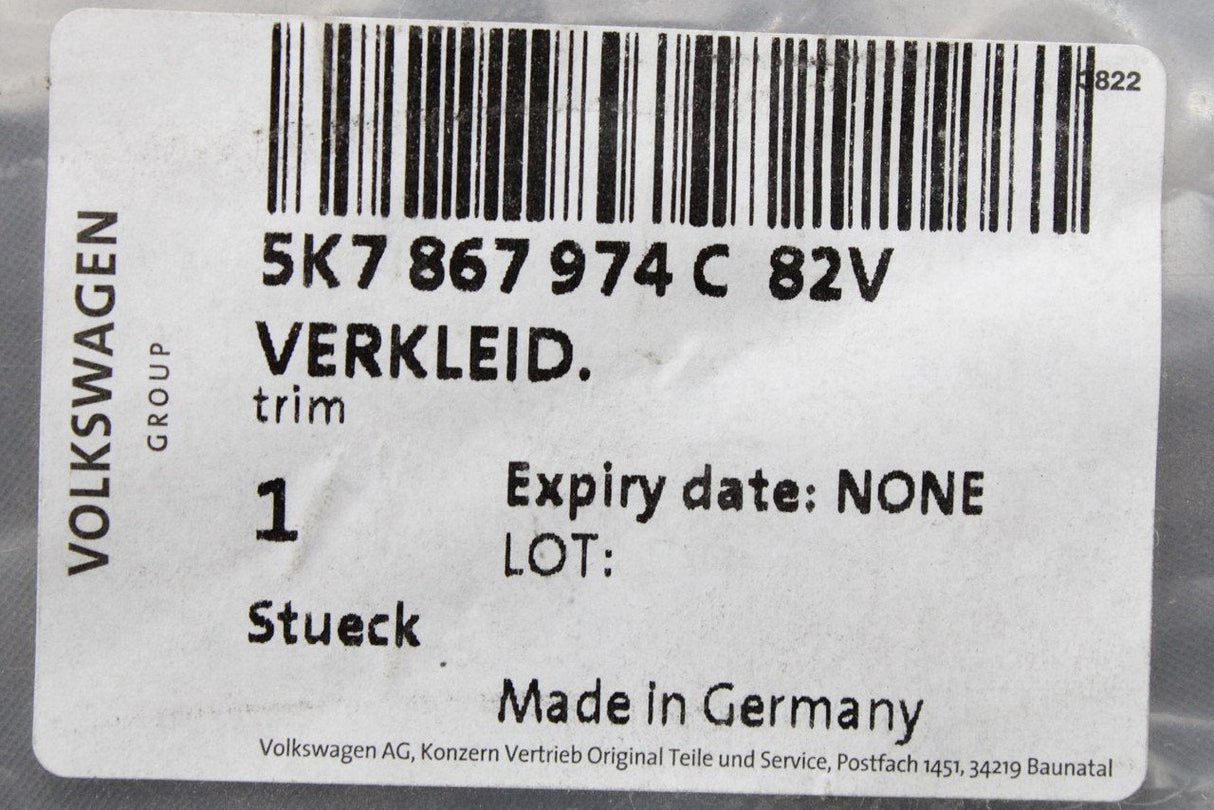 3822
5K7 867 974 C 82V
VERKLEID.
trim
1
Expiry date: NONE
LOT:
Stueck
Made in Germany
Volkswagen AG, Konzern Vertrieb Original Teile und Service, Postfach 1451, 34219 Baunatal
VOLKSWAGEN
GROUP